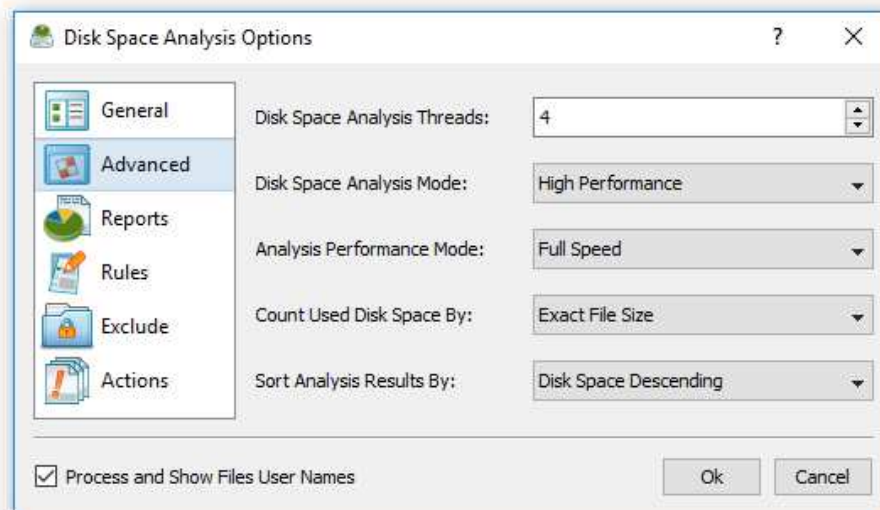 Disk Space Analysis Options
?
General
Advanced
Reports
Rules
Exclude
Actions
Disk Space Analysis Threads: 4
Disk Space Analysis Mode: High Performance
Analysis Performance Mode: Full Speed
Count Used Disk Space By: Exact File Size
Sort Analysis Results By: Disk Space Descending
Process and Show Files User Names
Ok
Cancel